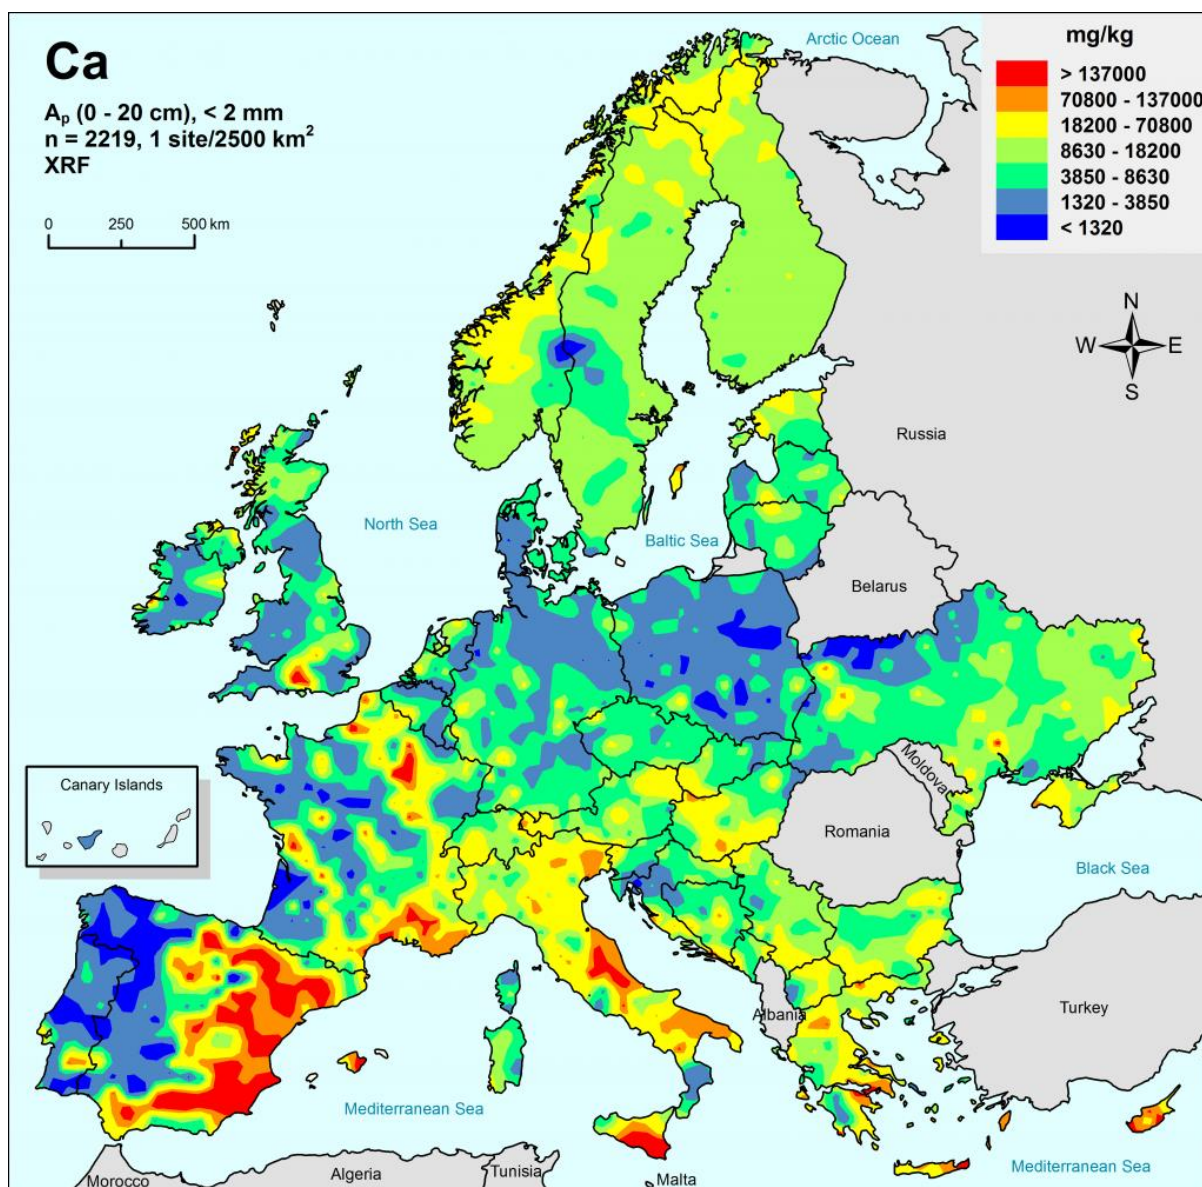 Ca
Ap (0 - 20 cm), < 2 mm
n = 2219, 1 site/2500 km²
XRF
0 250 500 km
mg/kg
> 137000
70800 - 137000
18200 - 70800
8630 - 18200
3850 - 8630
1320 - 3850
< 1320
Arctic Ocean
N
W E
S
Russia
North Sea
Baltic Sea
Belarus
Canary Islands
Moldova
Romania
Black Sea
Albania
Turkey
Mediterranean Sea
Morocco
Algeria
Tunisia
Malta
Mediterranean Sea